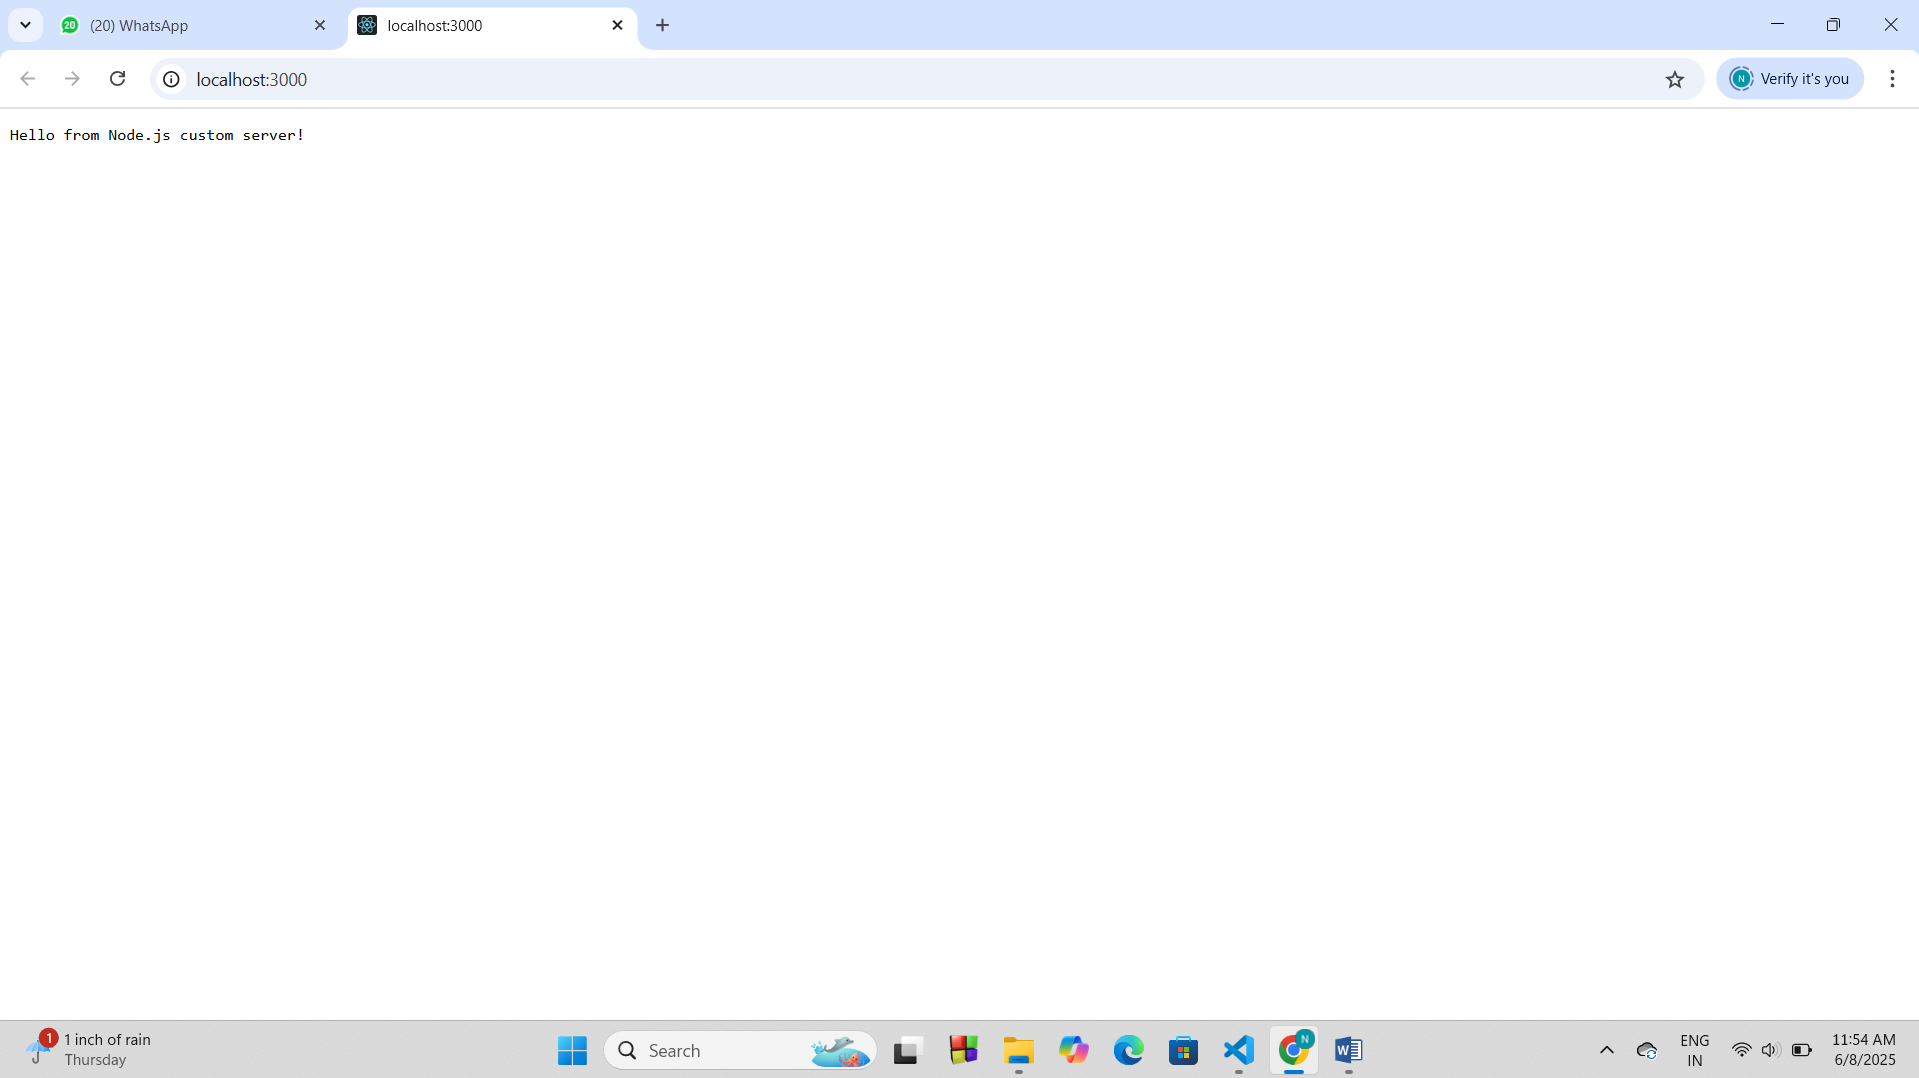 20 (20) WhatsApp
localhost:3000
localhost:3000
N Verify it's you
Hello from Node.js custom server!
1 1 inch of rain
Thursday
Search
N
W
ENG
IN
11:54 AM
6/8/2025